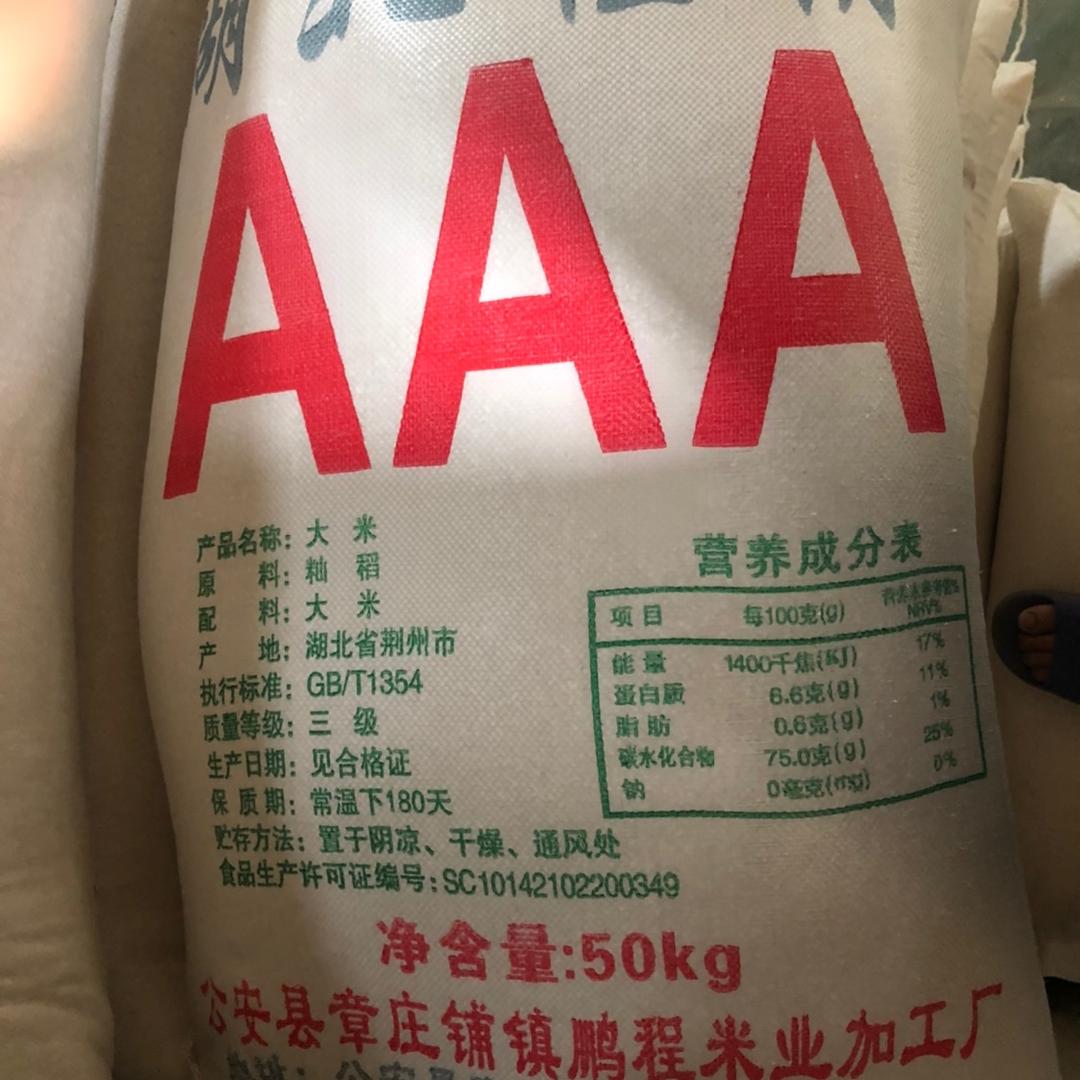 湖
AAA
产品名称：大 米
原 料：籼 稻
配 料：大 米
产 地：湖北省荆州市
执行标准：GB/T1354
质量等级：三 级
生产日期：见合格证
保 质 期：常温下180天
贮存方法：置于阴凉、干燥、通风处
食品生产许可证编号：SC10142102200349
营养成分表
项目 每100克(g) 营养素参考值% NRV%
能量 1400千焦(KJ) 17%
蛋白质 6.6克(g) 11%
脂肪 0.6克(g) 1%
碳水化合物 75.0克(g) 25%
钠 0毫克(mg) 0%
净含量:50kg
公安县章庄铺镇鹏程米业加工厂